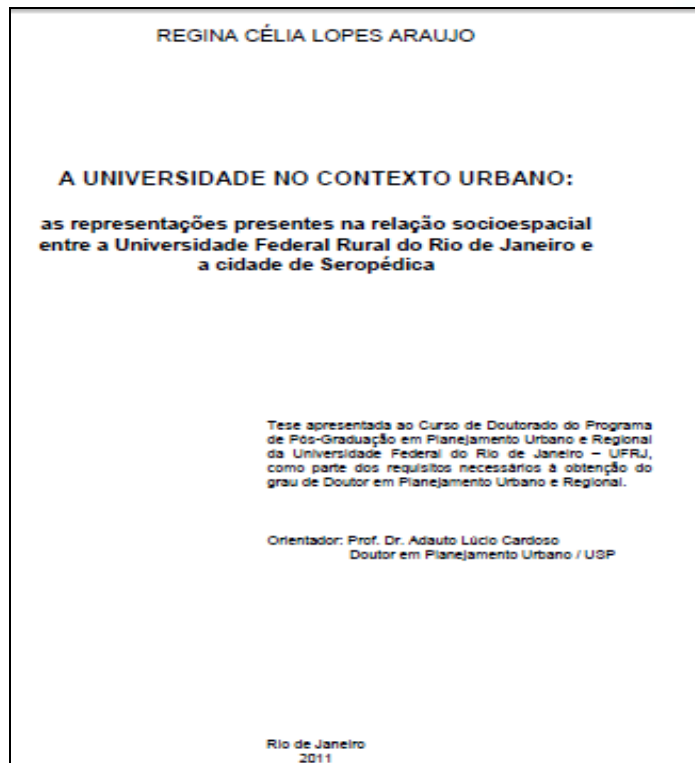 REGINA CÉLIA LOPES ARAUJO
A UNIVERSIDADE NO CONTEXTO URBANO:
as representações presentes na relação socioespacial
entre a Universidade Federal Rural do Rio de Janeiro e
a cidade de Seropédica
Tese apresentada ao Curso de Doutorado do Programa
de Pós-Graduação em Planejamento Urbano e Regional
da Universidade Federal do Rio de Janeiro – UFRJ,
como parte dos requisitos necessários à obtenção do
grau de Doutor em Planejamento Urbano e Regional.
Orientador: Prof. Dr. Adauto Lúcio Cardoso
Doutor em Planejamento Urbano / USP
Rio de Janeiro
2011